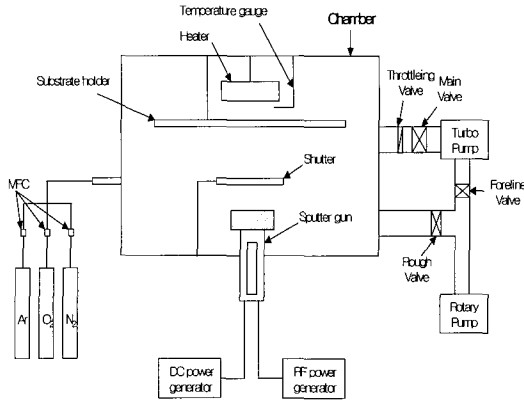 Temperature gauge
Chamber
Heater
Substrate holder
Throttleing
Valve
Main
Valve
Turbo
Pump
Shutter
MFC
Foreline
Valve
Sputter gun
Rough
Valve
Ar
O₂
N₂
Rotary
Pump
DC power
generator
RF power
generator